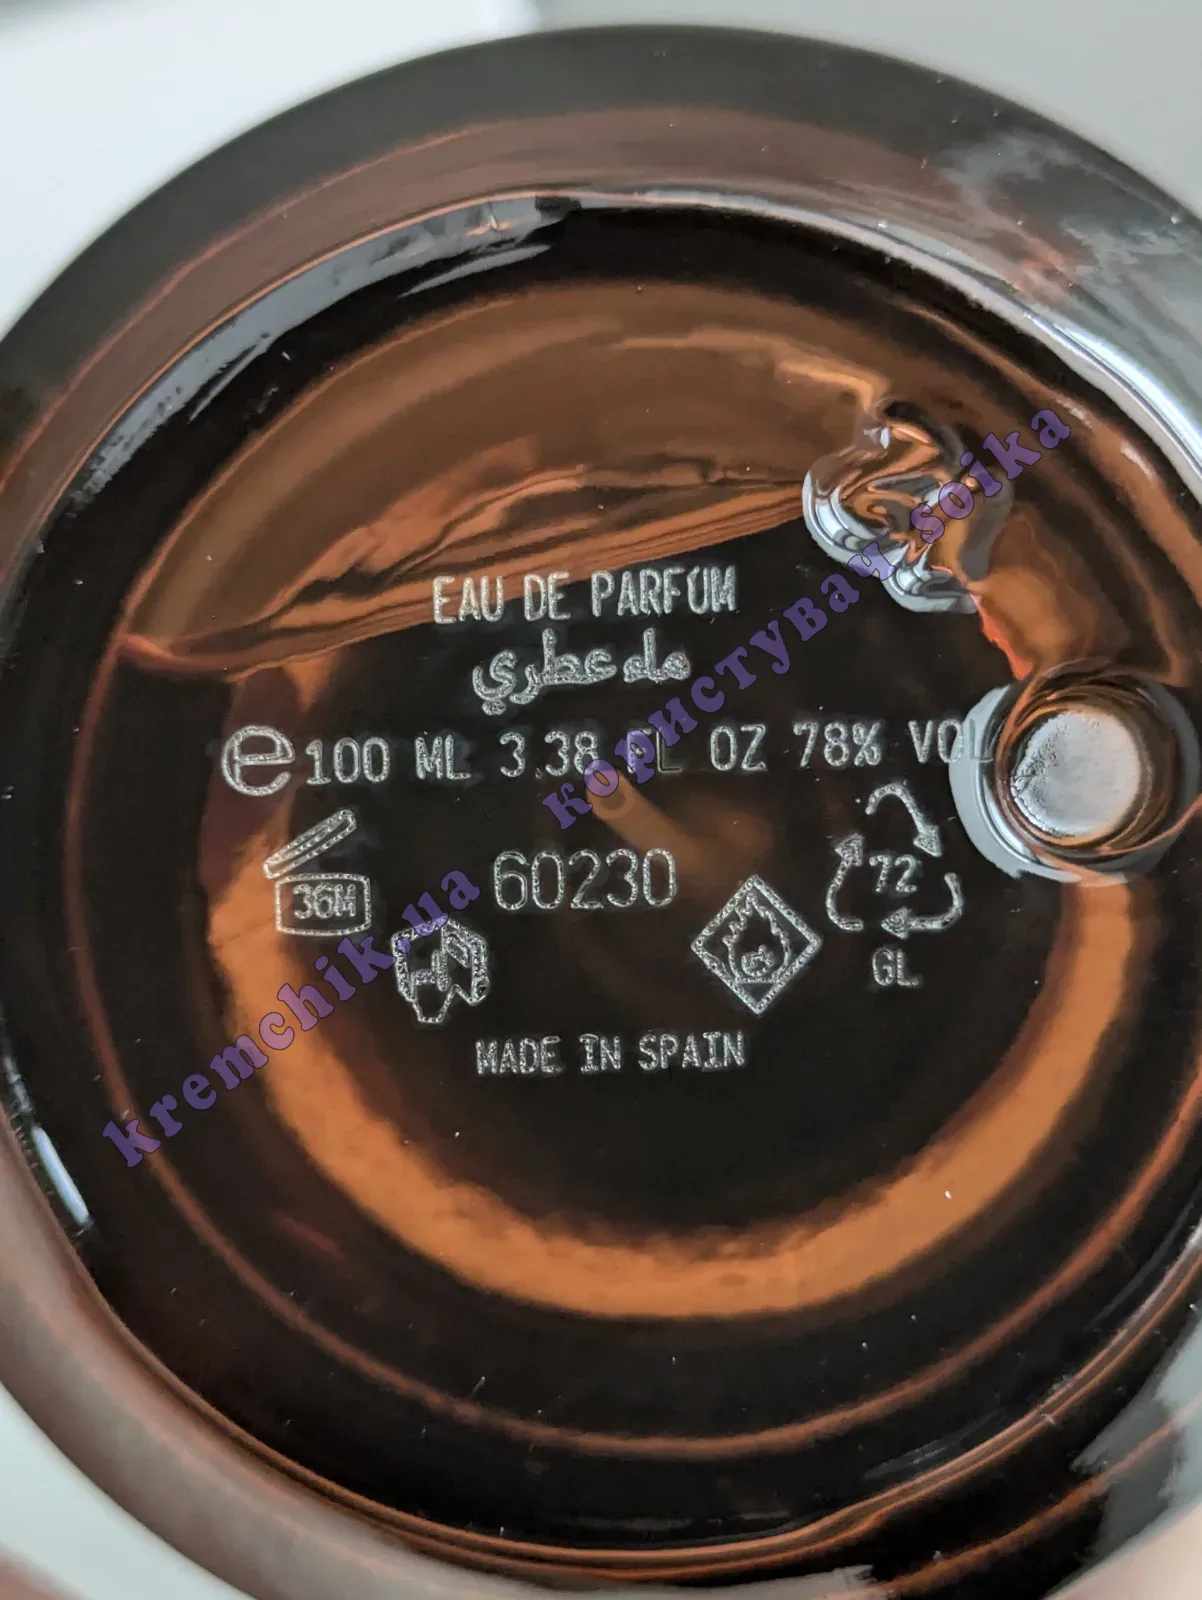 EAU DE PARFUM
ماء عطري
e 100 ML 3.38 FL OZ 78% VOL
36M
60230
72
GL
MADE IN SPAIN
kremchik.ua користувач soika